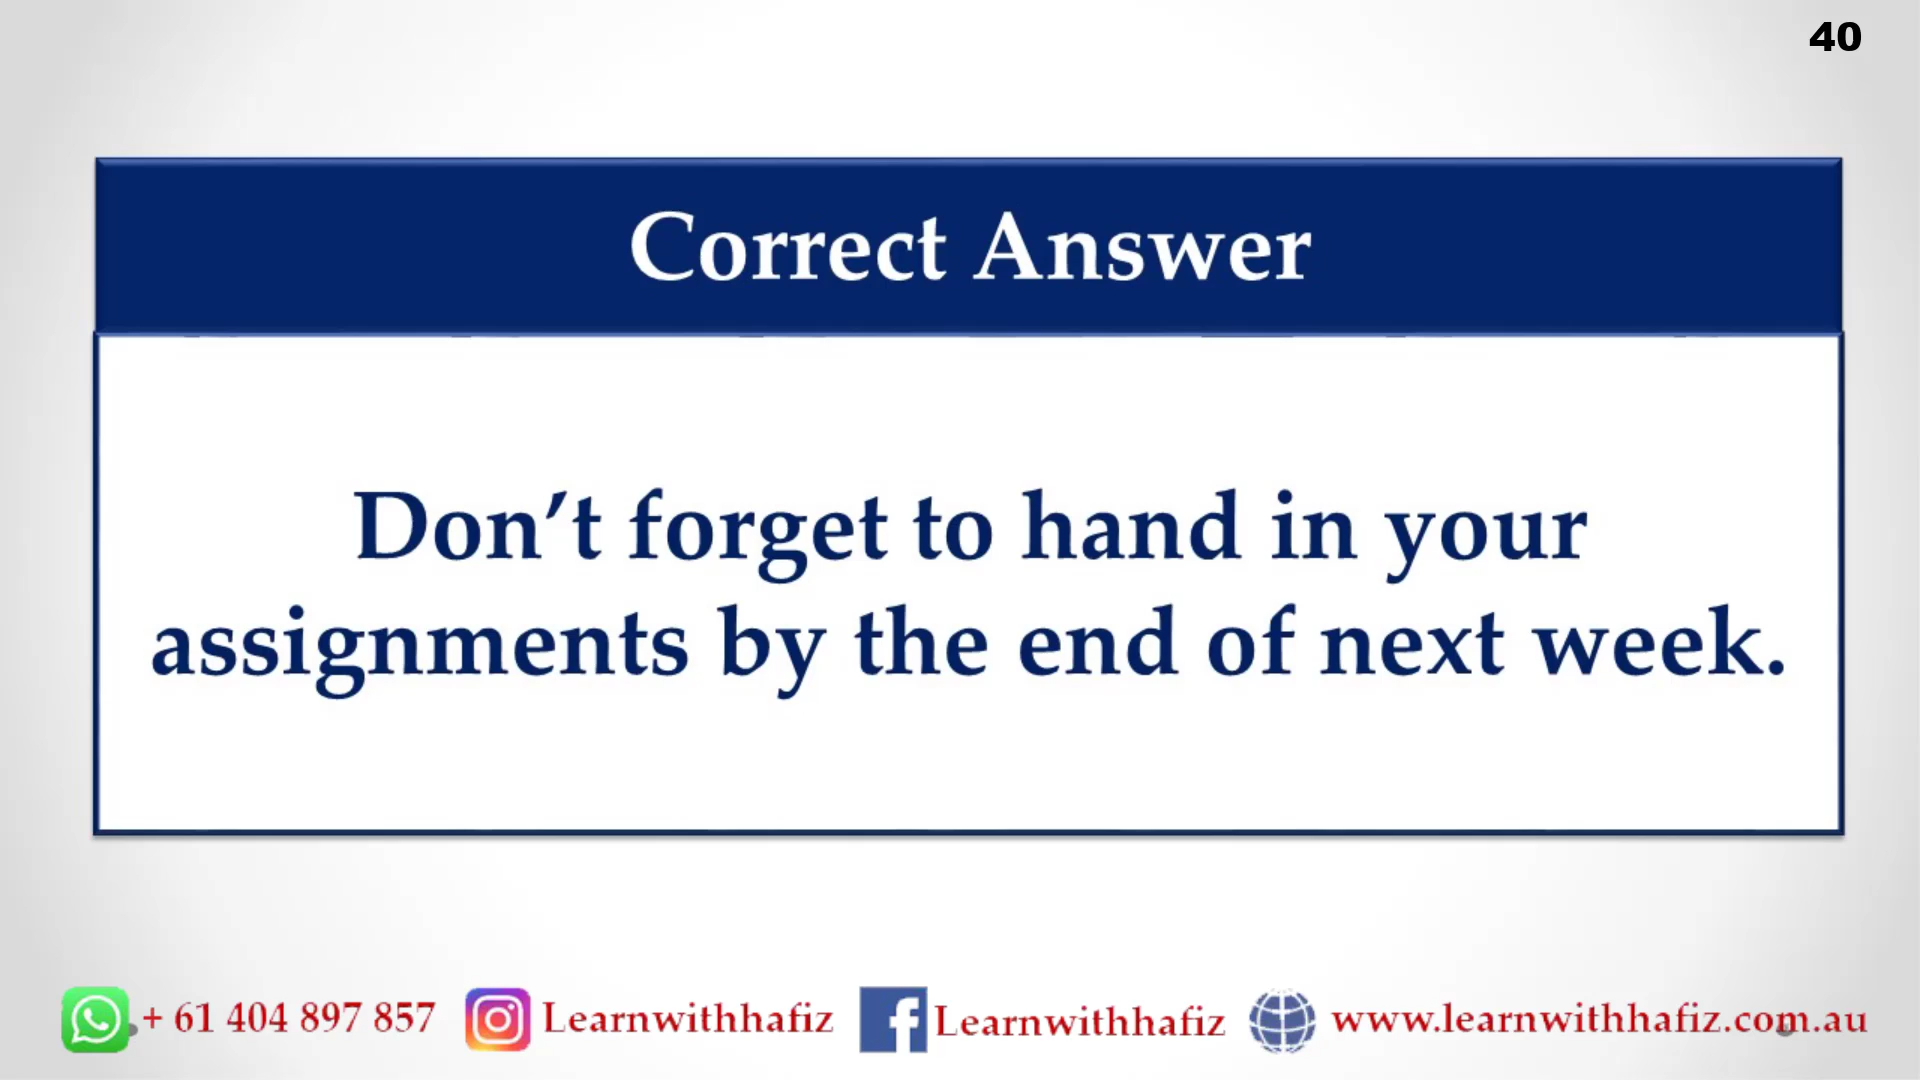 40
Correct Answer
Don’t forget to hand in your
assignments by the end of next week.
+ 61 404 897 857 Learnwithhafiz Learnwithhafiz www.learnwithhafiz.com.au